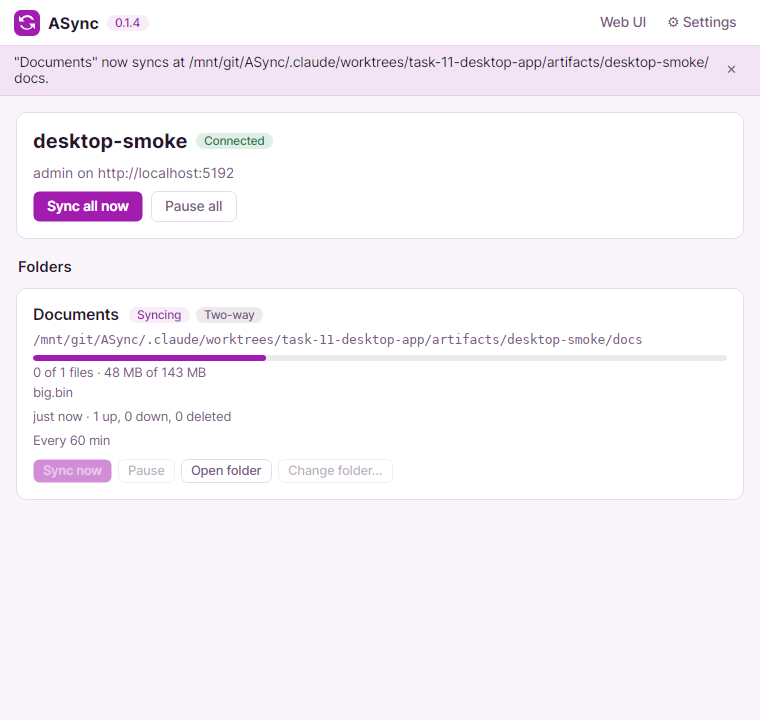 ASync 0.1.4 Web UI ⚙ Settings
"Documents" now syncs at /mnt/git/ASync/.claude/worktrees/task-11-desktop-app/artifacts/desktop-smoke/
docs. ✕
desktop-smoke Connected
admin on http://localhost:5192
Sync all now Pause all
Folders
Documents Syncing Two-way
/mnt/git/ASync/.claude/worktrees/task-11-desktop-app/artifacts/desktop-smoke/docs
0 of 1 files · 48 MB of 143 MB
big.bin
just now · 1 up, 0 down, 0 deleted
Every 60 min
Sync now Pause Open folder Change folder...